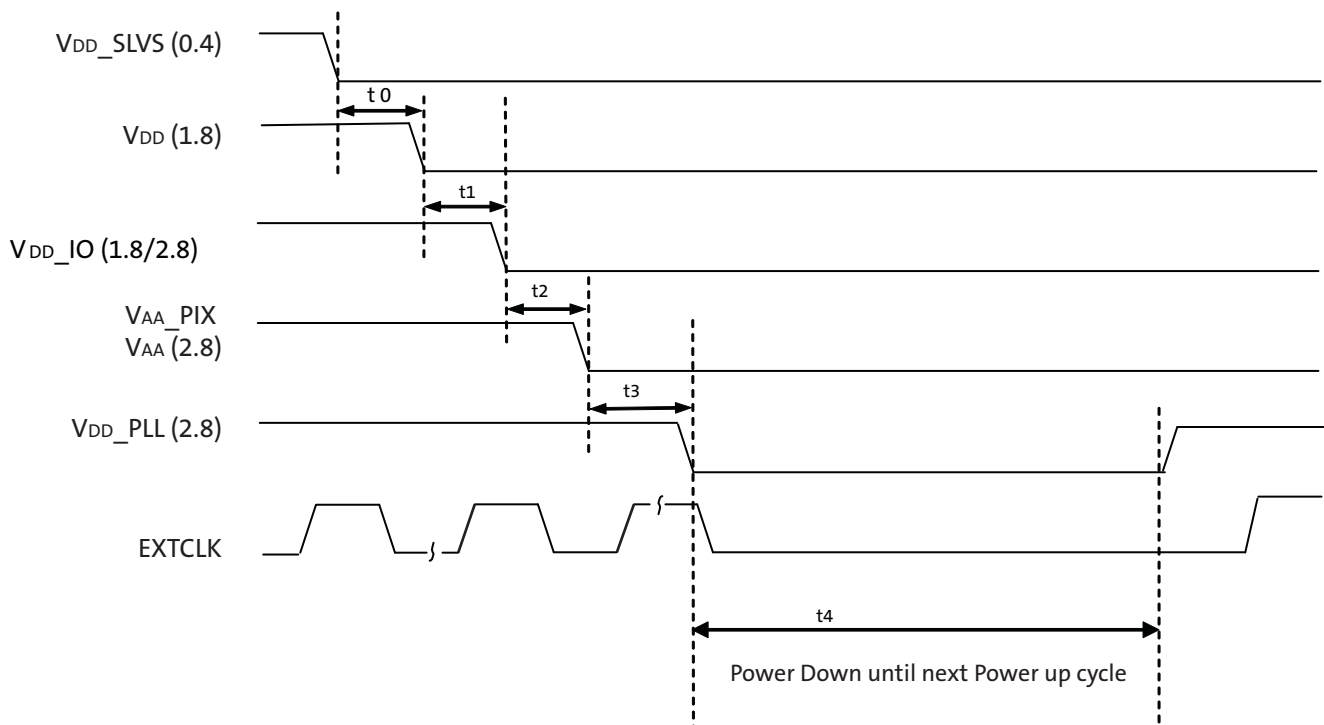 VDD_SLVS (0.4)
t 0
VDD (1.8)
t1
VDD_IO (1.8/2.8)
t2
VAA_PIX
VAA (2.8)
t3
VDD_PLL (2.8)
EXTCLK
t4
Power Down until next Power up cycle